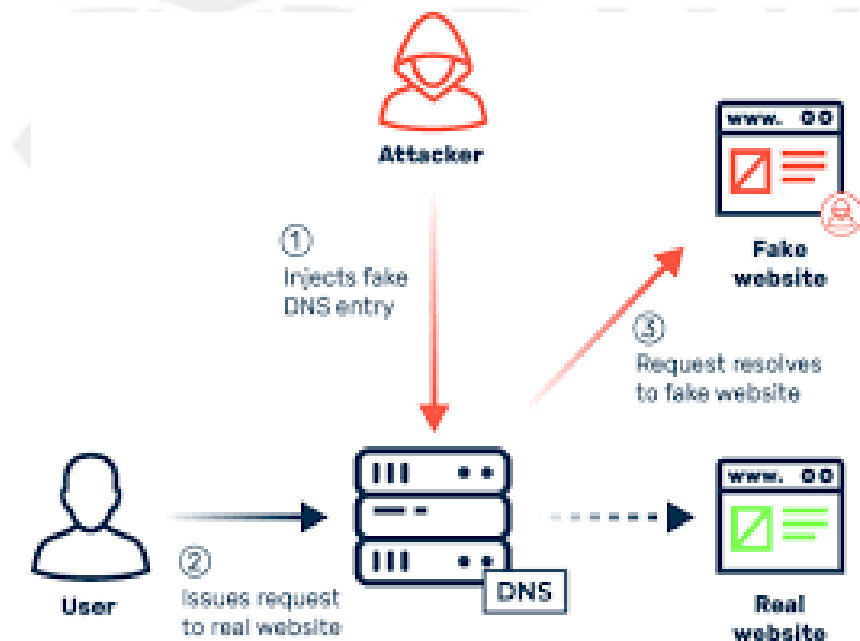 Attacker
www.
Fake
website
①
Injects fake
DNS entry
③
Request resolves
to fake website
User
②
Issues request
to real website
DNS
www.
Real
website